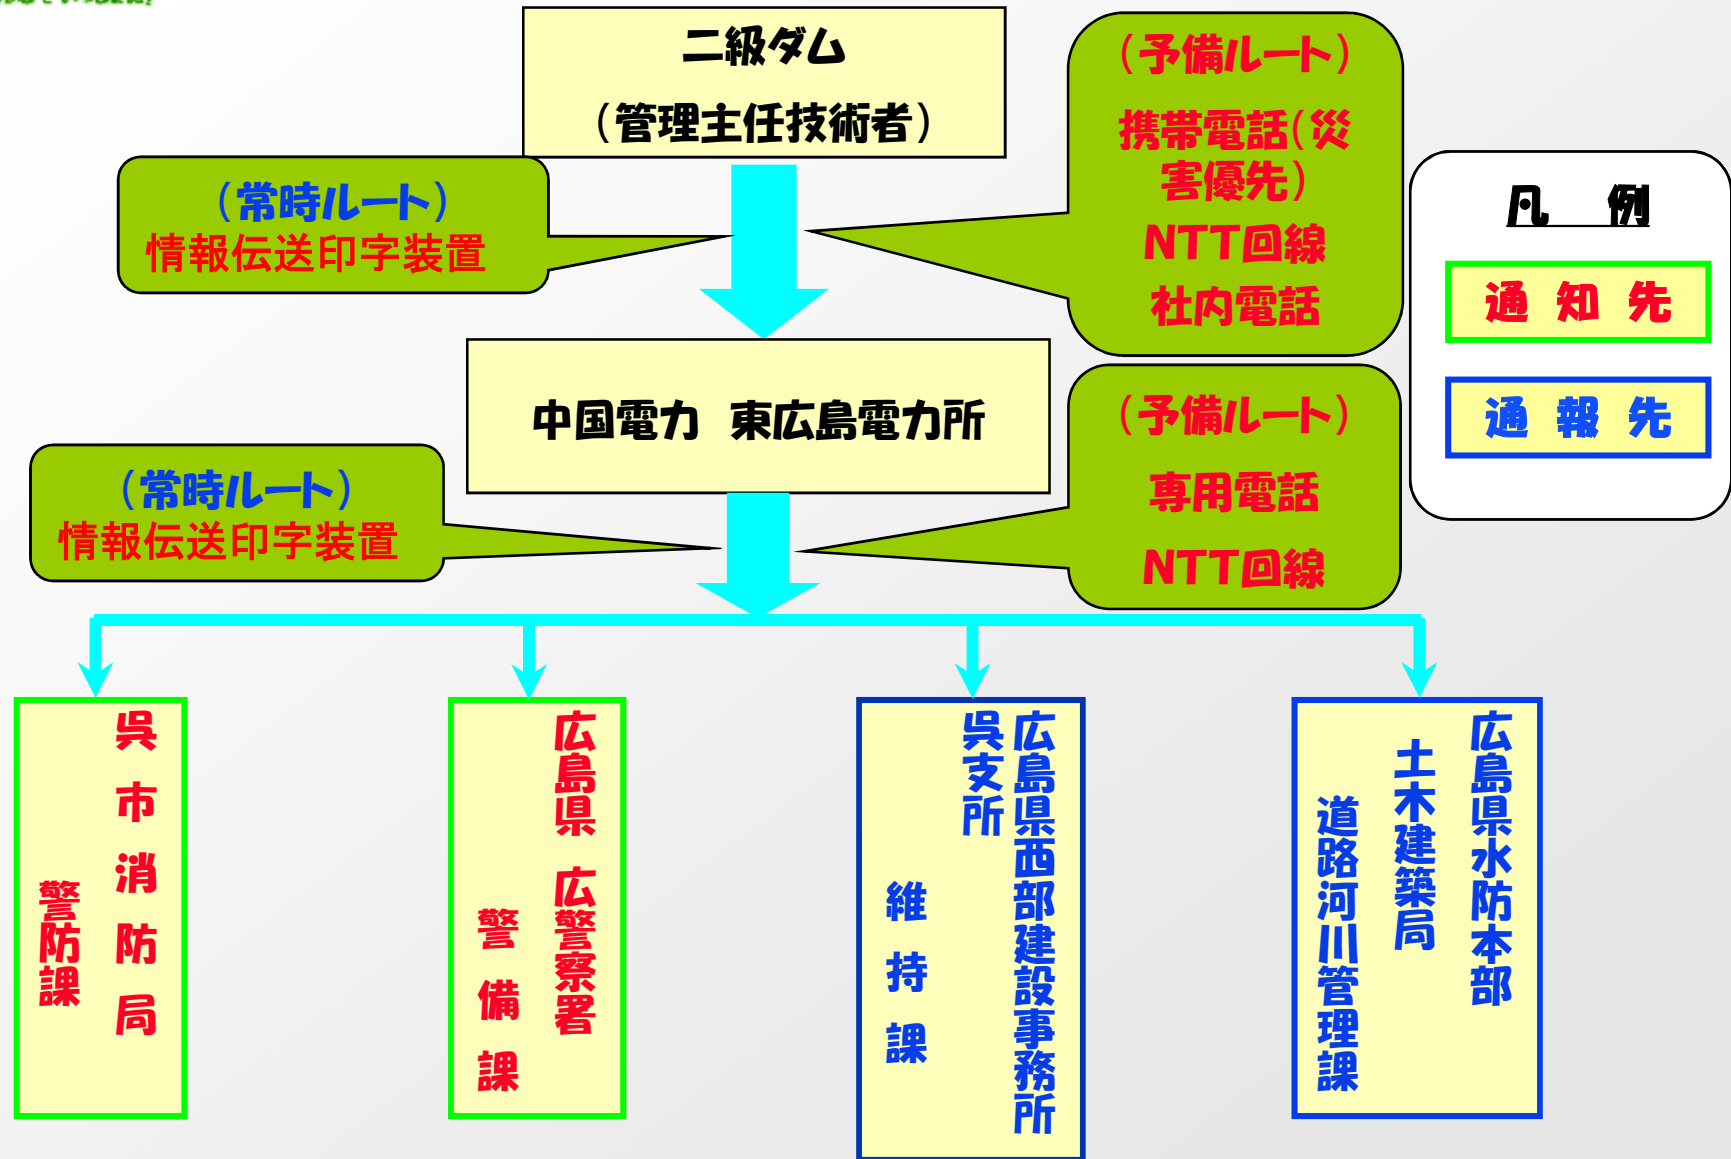 二級ダム
（管理主任技術者）
（予備ルート）
携帯電話（災
害優先）
NTT回線
社内電話
（常時ルート）
情報伝送印字装置
凡　例
通 知 先
通 報 先
中国電力　東広島電力所
（予備ルート）
専用電話
NTT回線
（常時ルート）
情報伝送印字装置
呉市消防局
警防課
広島県 広警察署
警備課
広島県西部建設事務所
呉支所
維持課
広島県水防本部
土木建築局
道路河川管理課